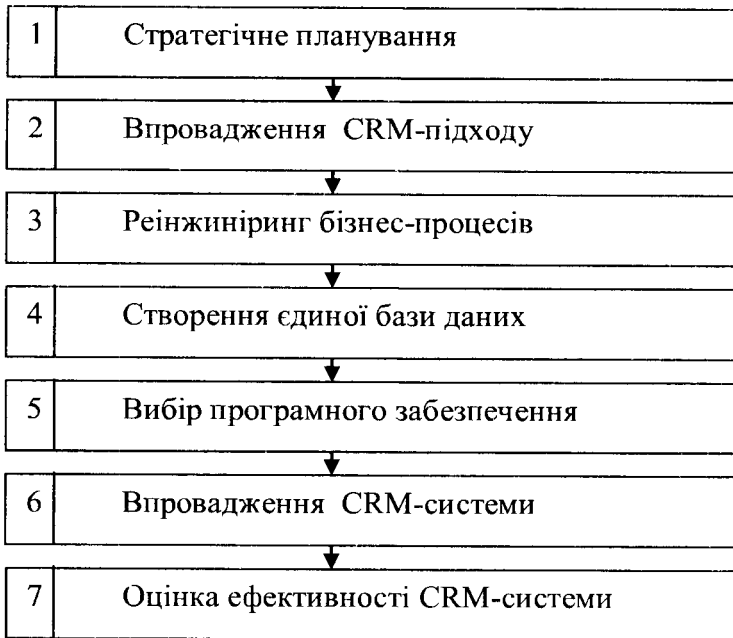 1 Стратегічне планування
2 Впровадження CRM-підходу
3 Реінжиніринг бізнес-процесів
4 Створення єдиної бази даних
5 Вибір програмного забезпечення
6 Впровадження CRM-системи
7 Оцінка ефективності CRM-системи